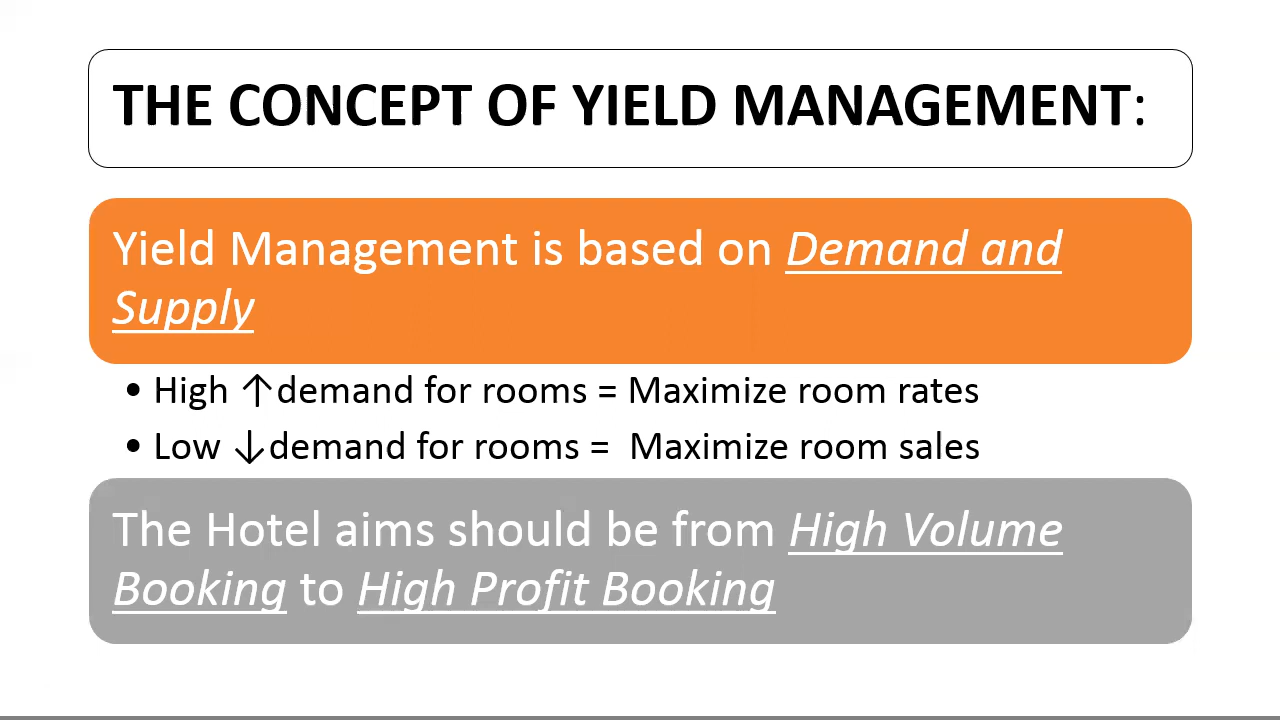 THE CONCEPT OF YIELD MANAGEMENT:
Yield Management is based on Demand and
Supply
• High ↑demand for rooms = Maximize room rates
• Low ↓demand for rooms =  Maximize room sales
The Hotel aims should be from High Volume
Booking to High Profit Booking